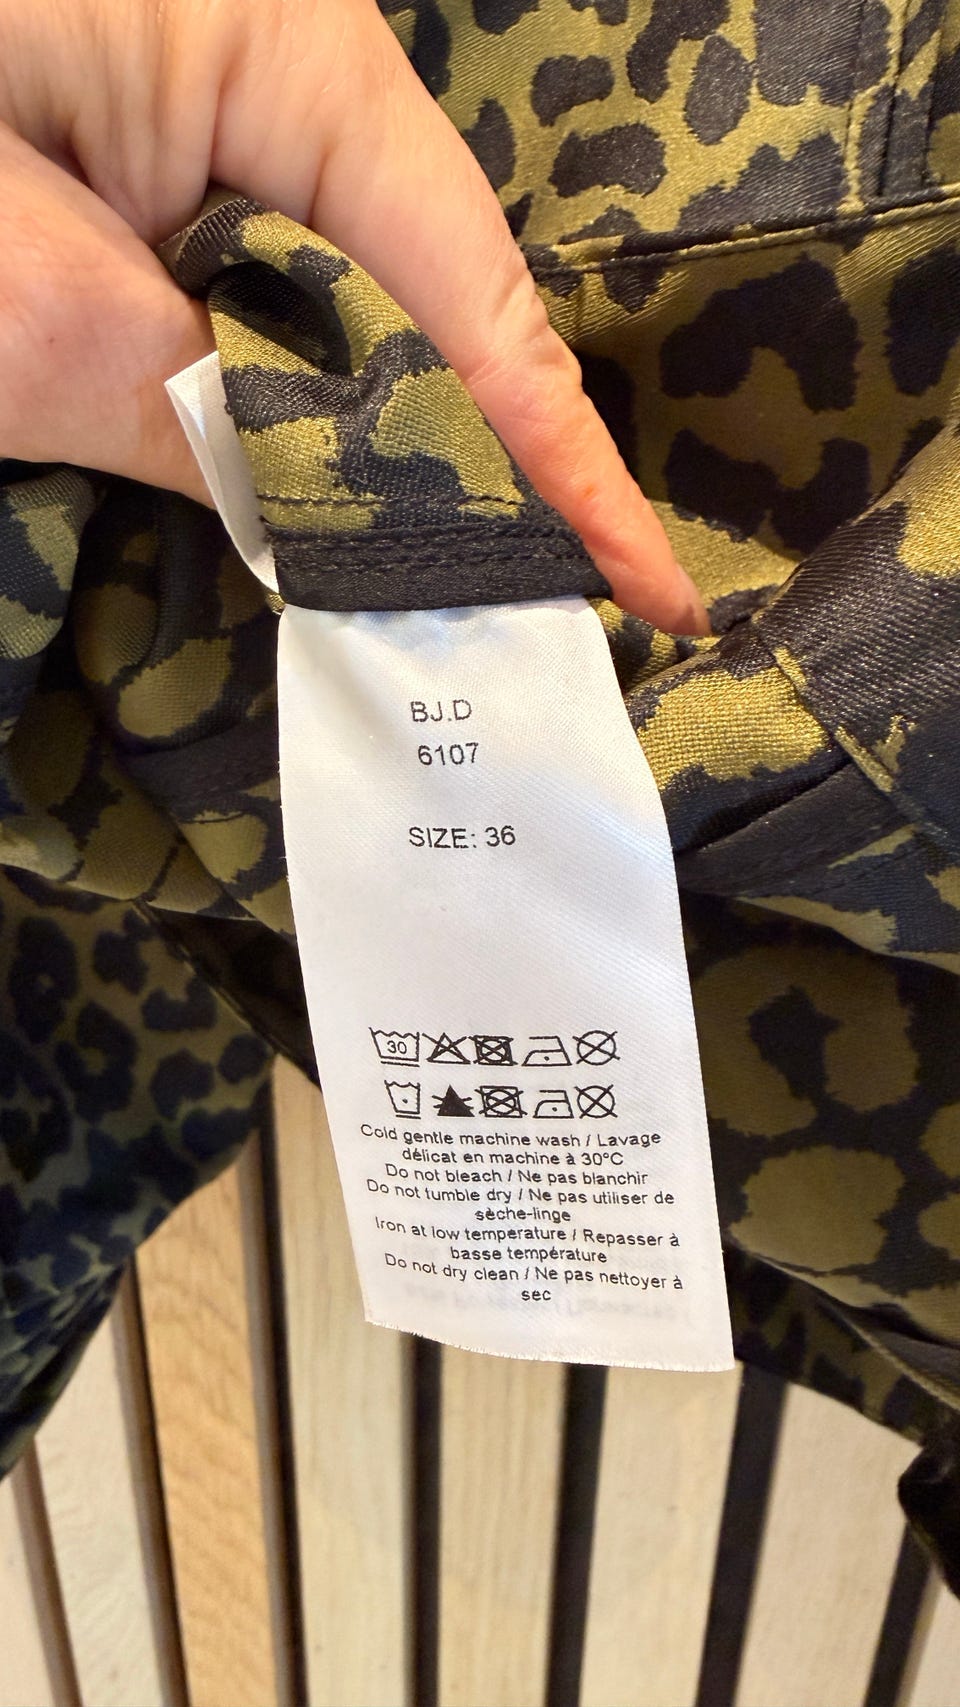 BJ.D
6107
SIZE: 36
30
Cold gentle machine wash / Lavage
délicat en machine à 30°C
Do not bleach / Ne pas blanchir
Do not tumble dry / Ne pas utiliser de
sèche-linge
Iron at low température / Repasser à
basse température
Do not dry clean / Ne pas nettoyer à
sec